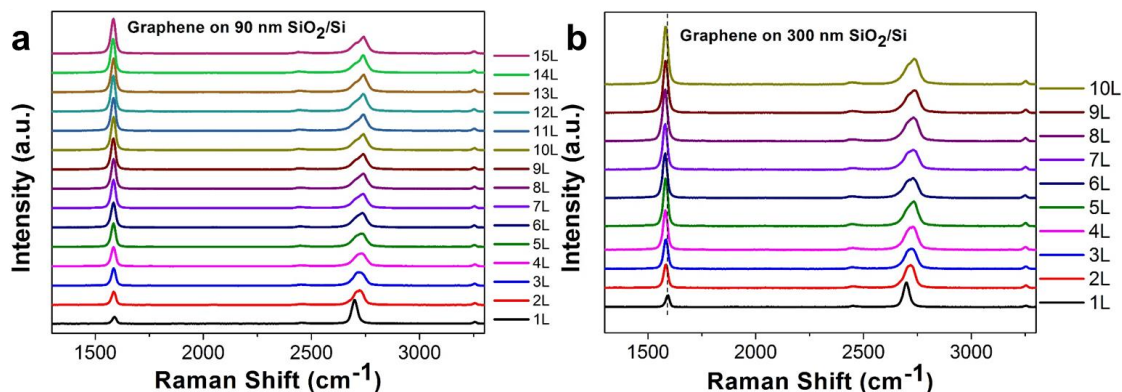 a
Graphene on 90 nm SiO₂/Si
Intensity (a.u.)
15L
14L
13L
12L
11L
10L
9L
8L
7L
6L
5L
4L
3L
2L
1L
1500 2000 2500 3000
Raman Shift (cm⁻¹)
b
Graphene on 300 nm SiO₂/Si
Intensity (a.u.)
10L
9L
8L
7L
6L
5L
4L
3L
2L
1L
1500 2000 2500 3000
Raman Shift (cm⁻¹)